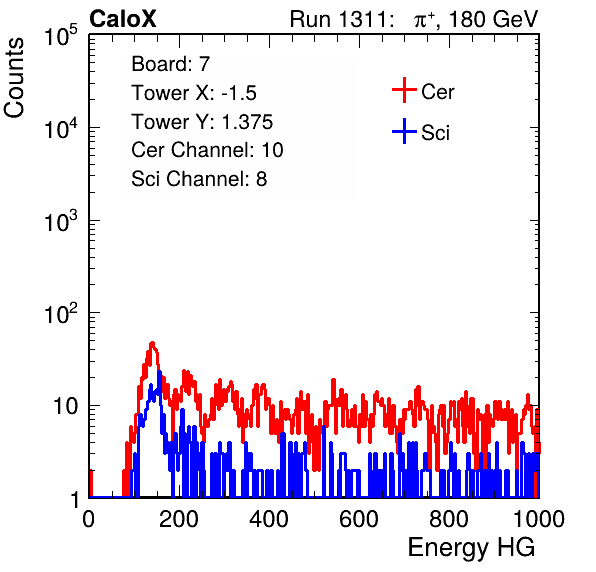 CaloX Run 1311: π⁺, 180 GeV
Counts
10⁵
10⁴
10³
10²
10
1
Board: 7
Tower X: -1.5
Tower Y: 1.375
Cer Channel: 10
Sci Channel: 8
Cer
Sci
0 200 400 600 800 1000
Energy HG